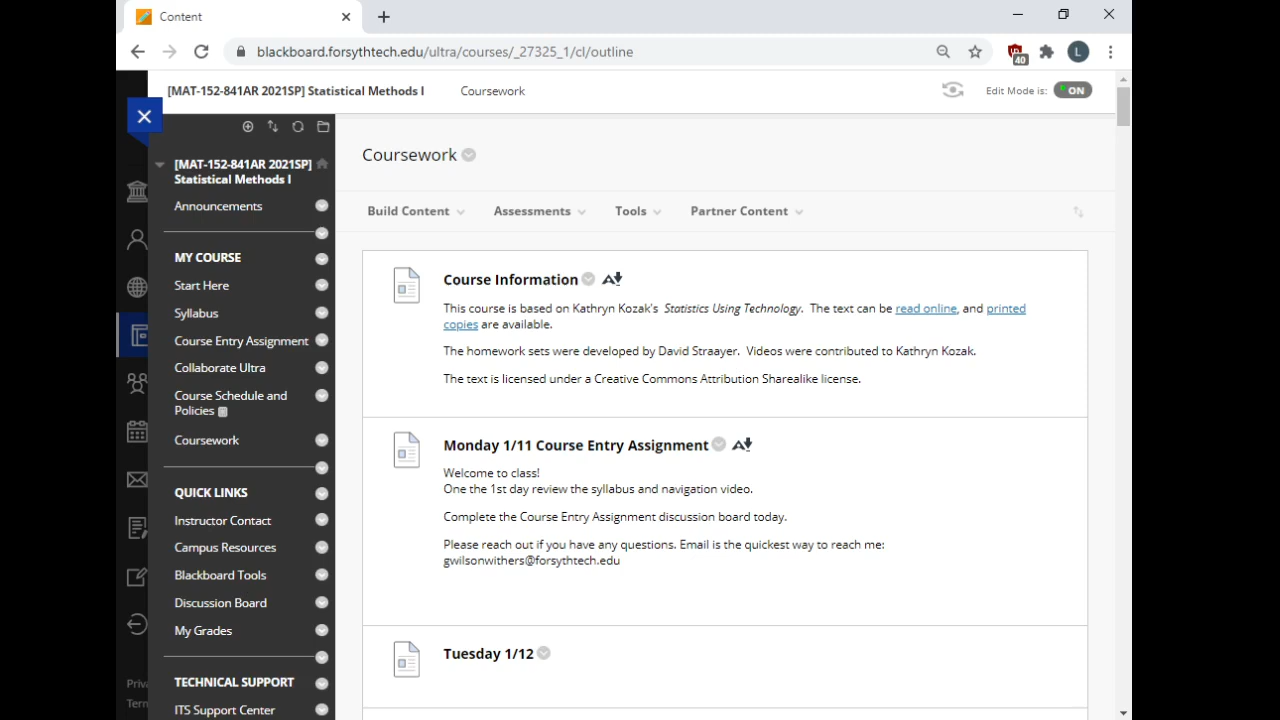 Content
blackboard.forsythtech.edu/ultra/courses/_27325_1/cl/outline
40
L
[MAT-152-841AR 2021SP] Statistical Methods I
Coursework
Edit Mode is:
ON
[MAT-152-841AR 2021SP]
Statistical Methods I
Announcements
MY COURSE
Start Here
Syllabus
Course Entry Assignment
Collaborate Ultra
Course Schedule and
Policies
Coursework
QUICK LINKS
Instructor Contact
Campus Resources
Blackboard Tools
Discussion Board
My Grades
TECHNICAL SUPPORT
ITS Support Center
Priva
Term
Coursework
Build Content
Assessments
Tools
Partner Content
Course Information
This course is based on Kathryn Kozak's Statistics Using Technology. The text can be read online, and printed
copies are available.
The homework sets were developed by David Straayer. Videos were contributed to Kathryn Kozak.
The text is licensed under a Creative Commons Attribution Sharealike license.
Monday 1/11 Course Entry Assignment
Welcome to class!
One the 1st day review the syllabus and navigation video.
Complete the Course Entry Assignment discussion board today.
Please reach out if you have any questions. Email is the quickest way to reach me:
gwilsonwithers@forsythtech.edu
Tuesday 1/12